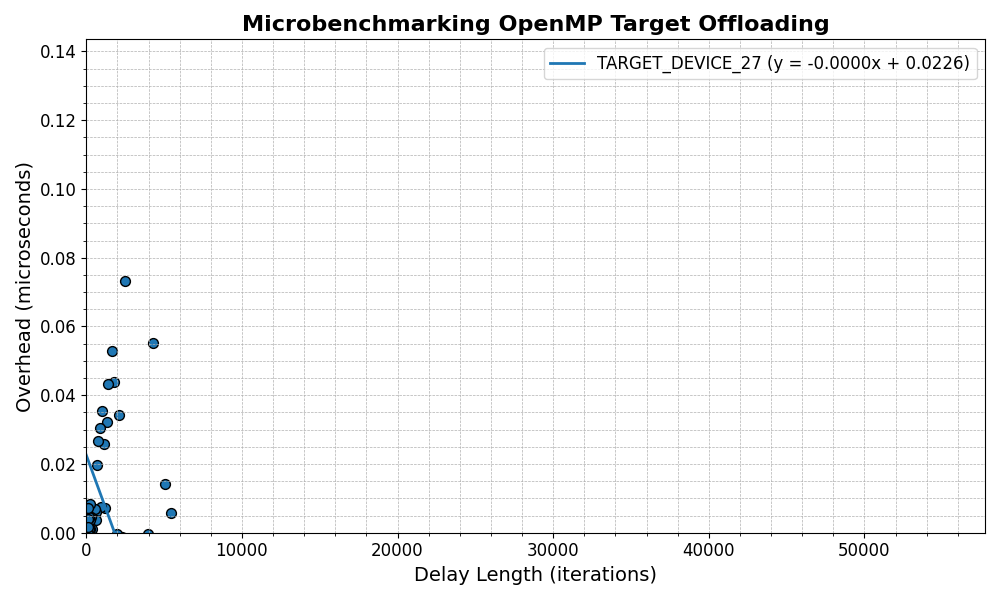 Microbenchmarking OpenMP Target Offloading
TARGET_DEVICE_27 (y = -0.0000x + 0.0226)
Overhead (microseconds)
0.14
0.12
0.10
0.08
0.06
0.04
0.02
0.00
0 10000 20000 30000 40000 50000
Delay Length (iterations)